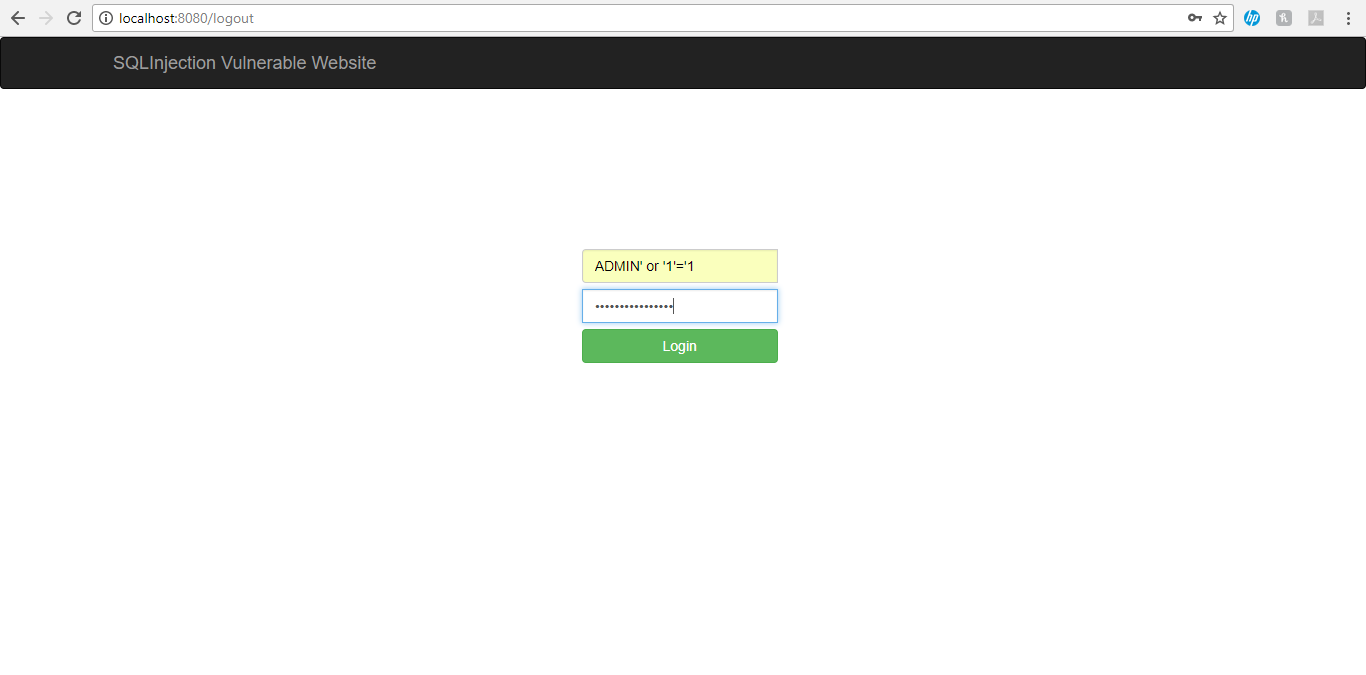 localhost:8080/logout
SQLInjection Vulnerable Website
ADMIN' or '1'='1
••••••••••••••••
Login